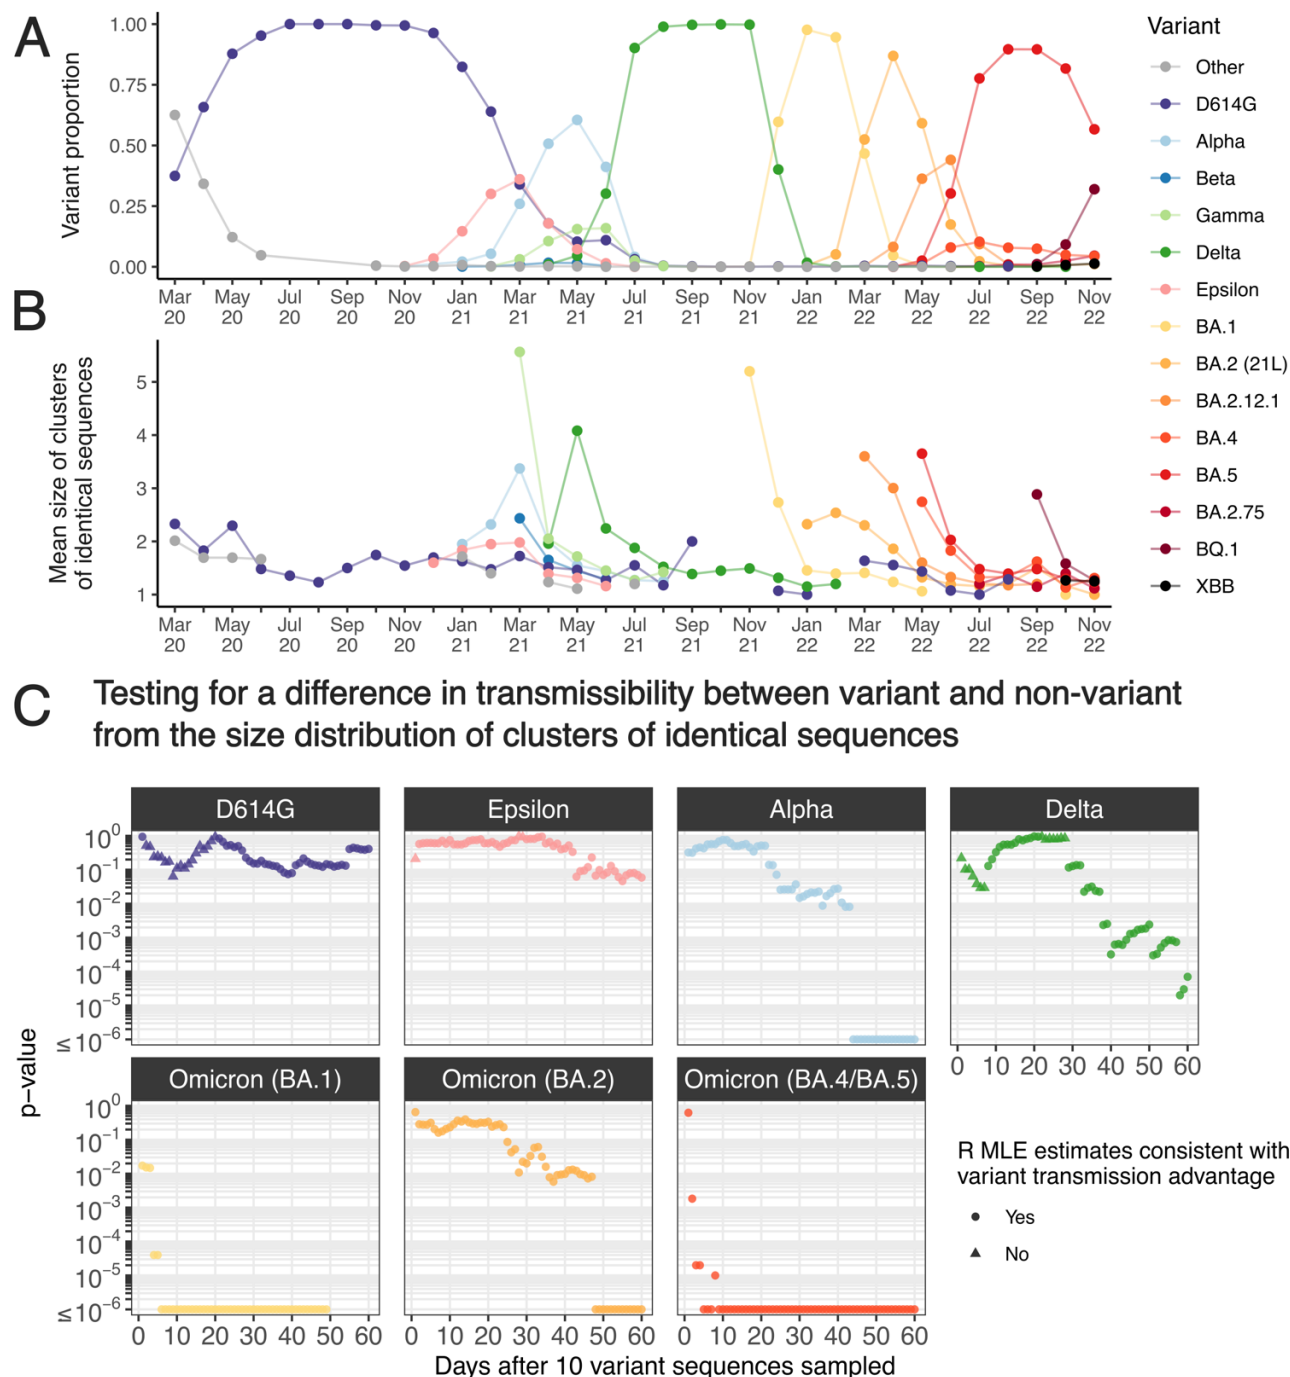 A
Variant proportion
1.00
0.75
0.50
0.25
0.00
Mar May Jul Sep Nov Jan Mar May Jul Sep Nov Jan Mar May Jul Sep Nov
20 20 20 20 20 21 21 21 21 21 21 22 22 22 22 22 22
Variant
Other
D614G
Alpha
Beta
Gamma
Delta
Epsilon
BA.1
BA.2 (21L)
BA.2.12.1
BA.4
BA.5
BA.2.75
BQ.1
XBB
B
Mean size of clusters
of identical sequences
5
4
3
2
1
Mar May Jul Sep Nov Jan Mar May Jul Sep Nov Jan Mar May Jul Sep Nov
20 20 20 20 20 21 21 21 21 21 21 22 22 22 22 22 22
C
Testing for a difference in transmissibility between variant and non-variant
from the size distribution of clusters of identical sequences
p-value
D614G Epsilon Alpha Delta
10⁰
10⁻¹
10⁻²
10⁻³
10⁻⁴
10⁻⁵
≤ 10⁻⁶
0 10 20 30 40 50 60
Omicron (BA.1) Omicron (BA.2) Omicron (BA.4/BA.5)
10⁰
10⁻¹
10⁻²
10⁻³
10⁻⁴
10⁻⁵
≤ 10⁻⁶
0 10 20 30 40 50 60 0 10 20 30 40 50 60 0 10 20 30 40 50 60
Days after 10 variant sequences sampled
R MLE estimates consistent with
variant transmission advantage
Yes
No